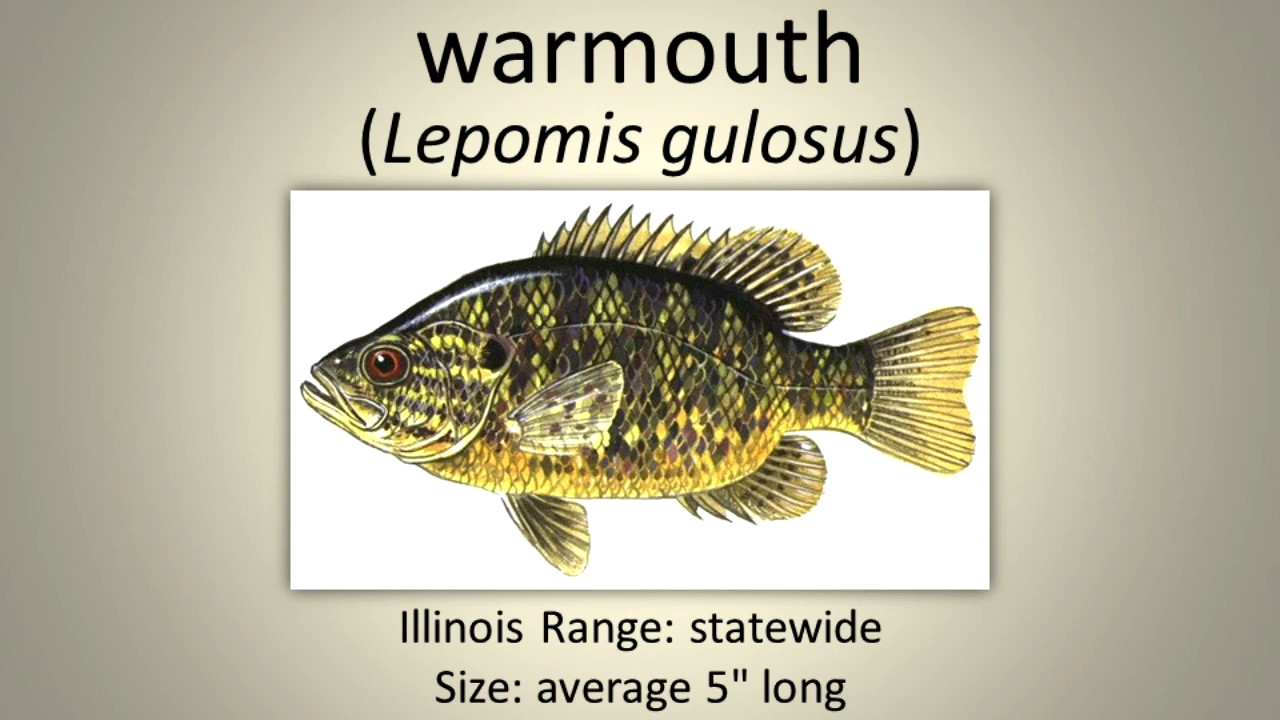 warmouth
(Lepomis gulosus)
Illinois Range: statewide
Size: average 5" long